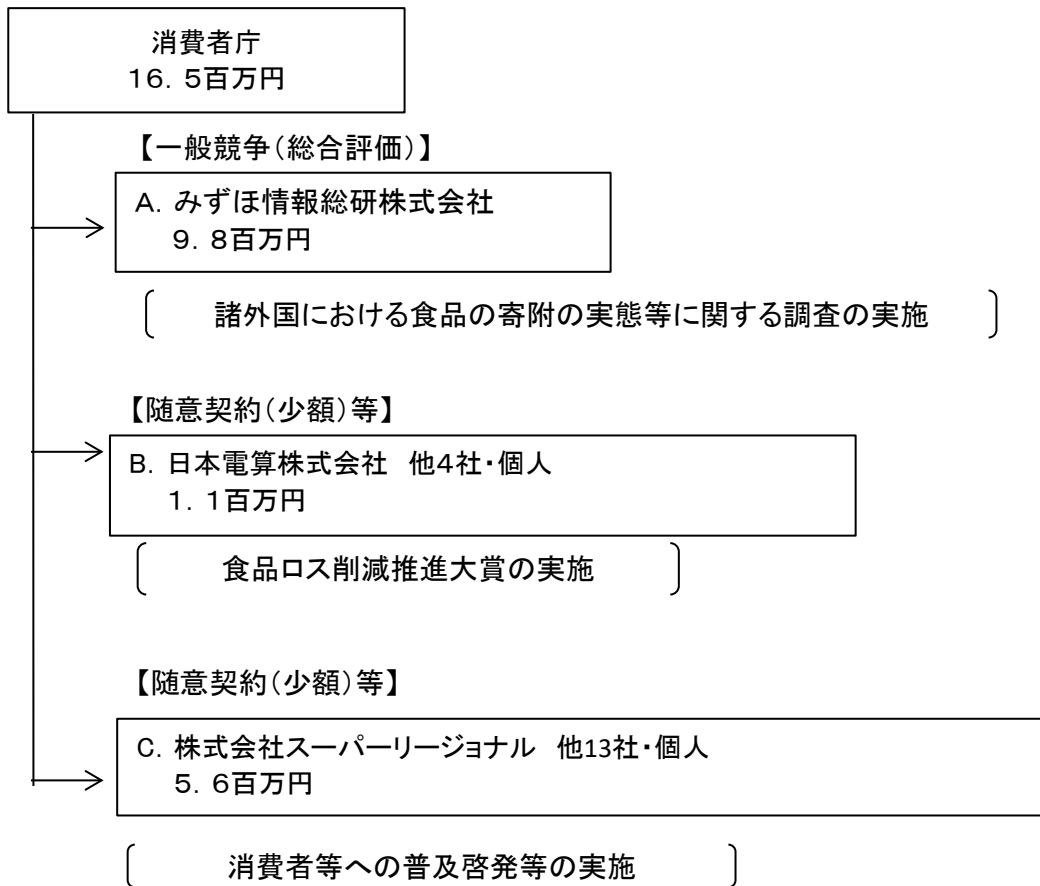 消費者庁
16．5百万円
【一般競争（総合評価）】
A．みずほ情報総研株式会社
9．8百万円
諸外国における食品の寄附の実態等に関する調査の実施
【随意契約（少額）等】
B．日本電算株式会社　他4社・個人
1．1百万円
食品ロス削減推進大賞の実施
【随意契約（少額）等】
C．株式会社スーパーリージョナル　他13社・個人
5．6百万円
消費者等への普及啓発等の実施